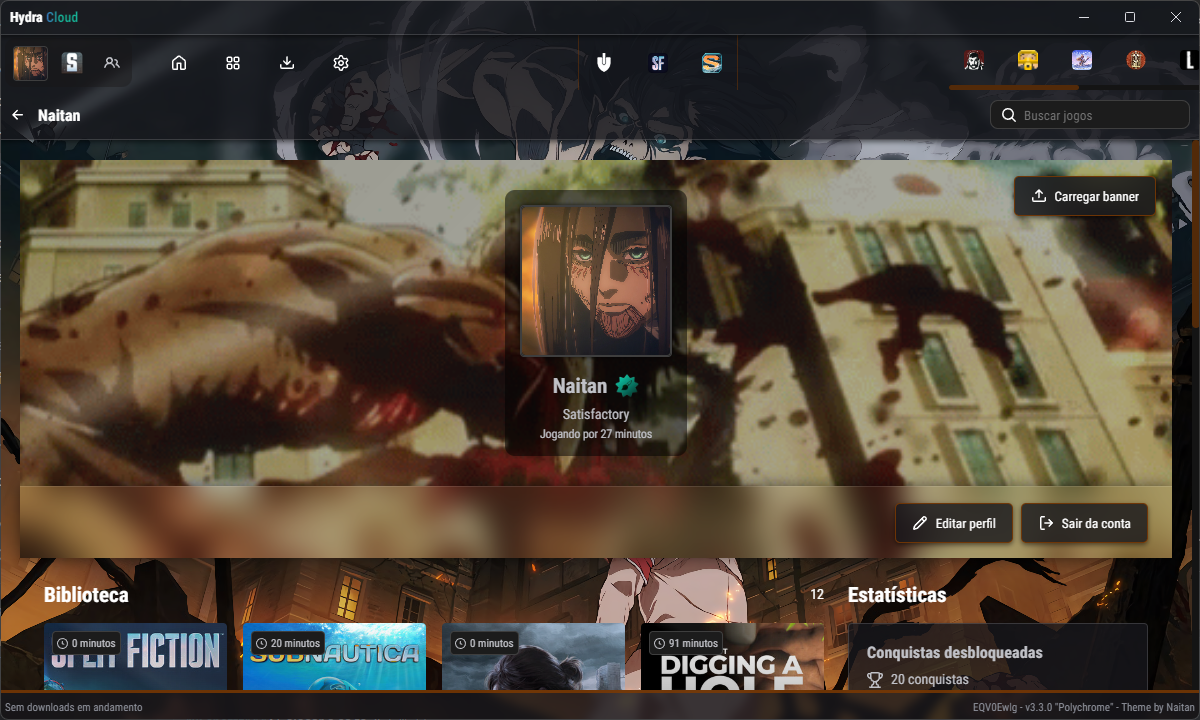 Hydra Cloud
S
SF
S
L
Naitan
Buscar jogos
Carregar banner
Naitan
Satisfactory
Jogando por 27 minutos
Editar perfil
Sair da conta
Biblioteca
12
Estatísticas
0 minutos
20 minutos
0 minutos
91 minutos
SPLIT FICTION
SUBNAUTICA
DIGGING A
HOLE
Conquistas desbloqueadas
20 conquistas
Sem downloads em andamento
EQV0Ewlg - v3.3.0 "Polychrome" - Theme by Naitan